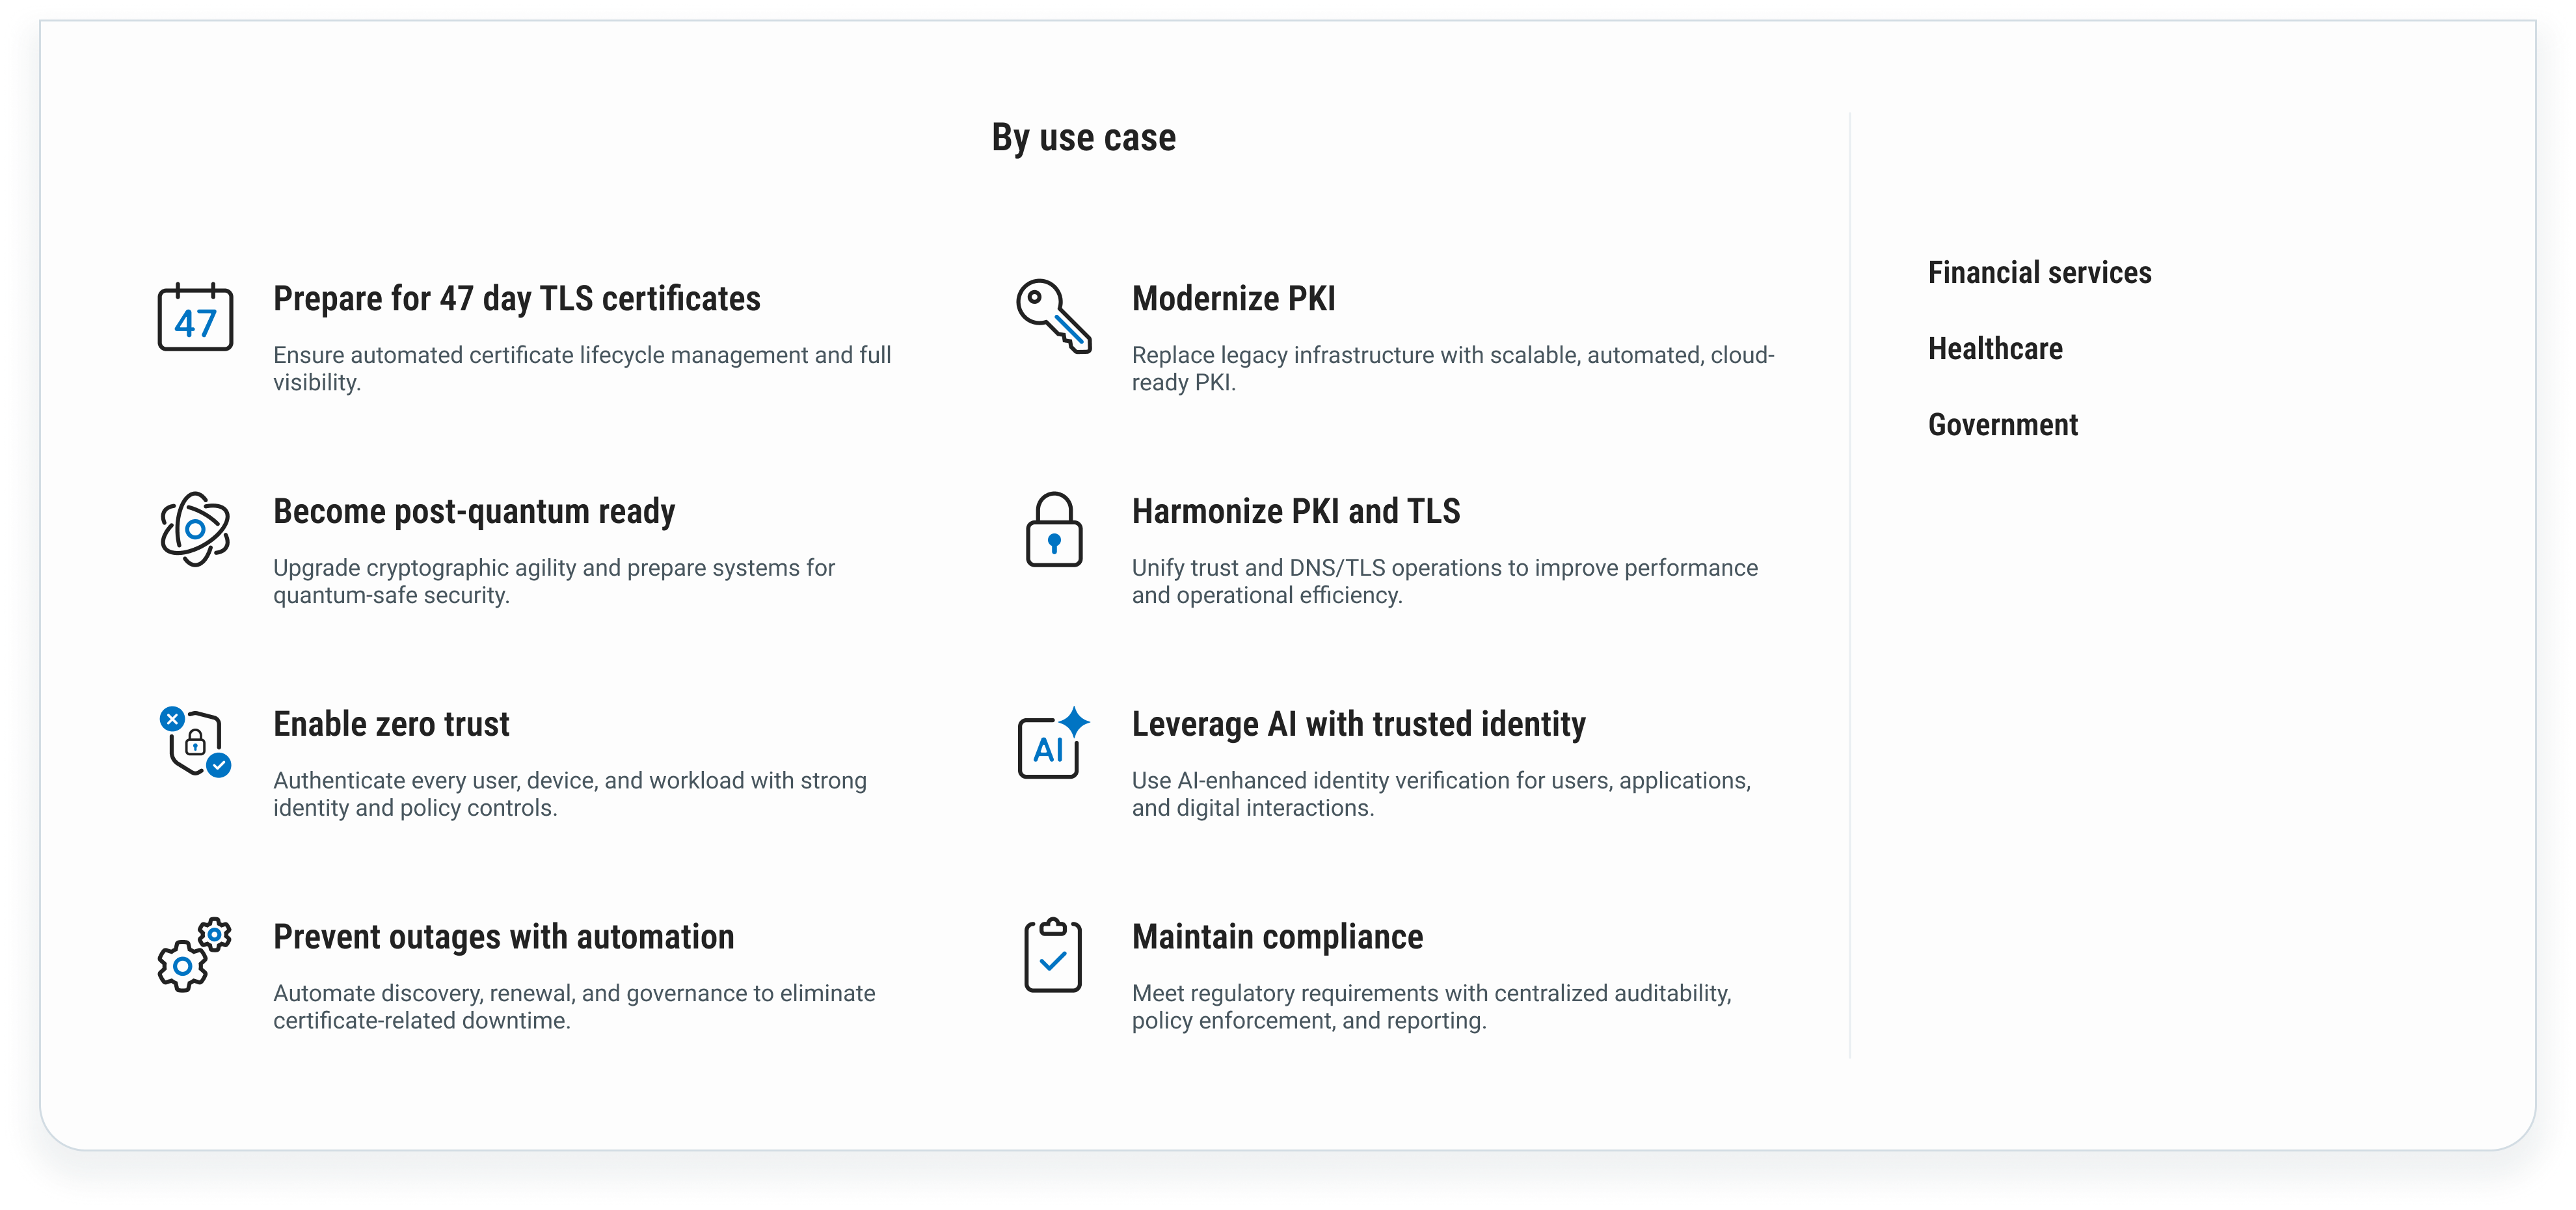 By use case
47
Prepare for 47 day TLS certificates
Ensure automated certificate lifecycle management and full
visibility.
Modernize PKI
Replace legacy infrastructure with scalable, automated, cloud-
ready PKI.
Become post-quantum ready
Upgrade cryptographic agility and prepare systems for
quantum-safe security.
Harmonize PKI and TLS
Unify trust and DNS/TLS operations to improve performance
and operational efficiency.
Enable zero trust
Authenticate every user, device, and workload with strong
identity and policy controls.
AI
Leverage AI with trusted identity
Use AI-enhanced identity verification for users, applications,
and digital interactions.
Prevent outages with automation
Automate discovery, renewal, and governance to eliminate
certificate-related downtime.
Maintain compliance
Meet regulatory requirements with centralized auditability,
policy enforcement, and reporting.
Financial services
Healthcare
Government